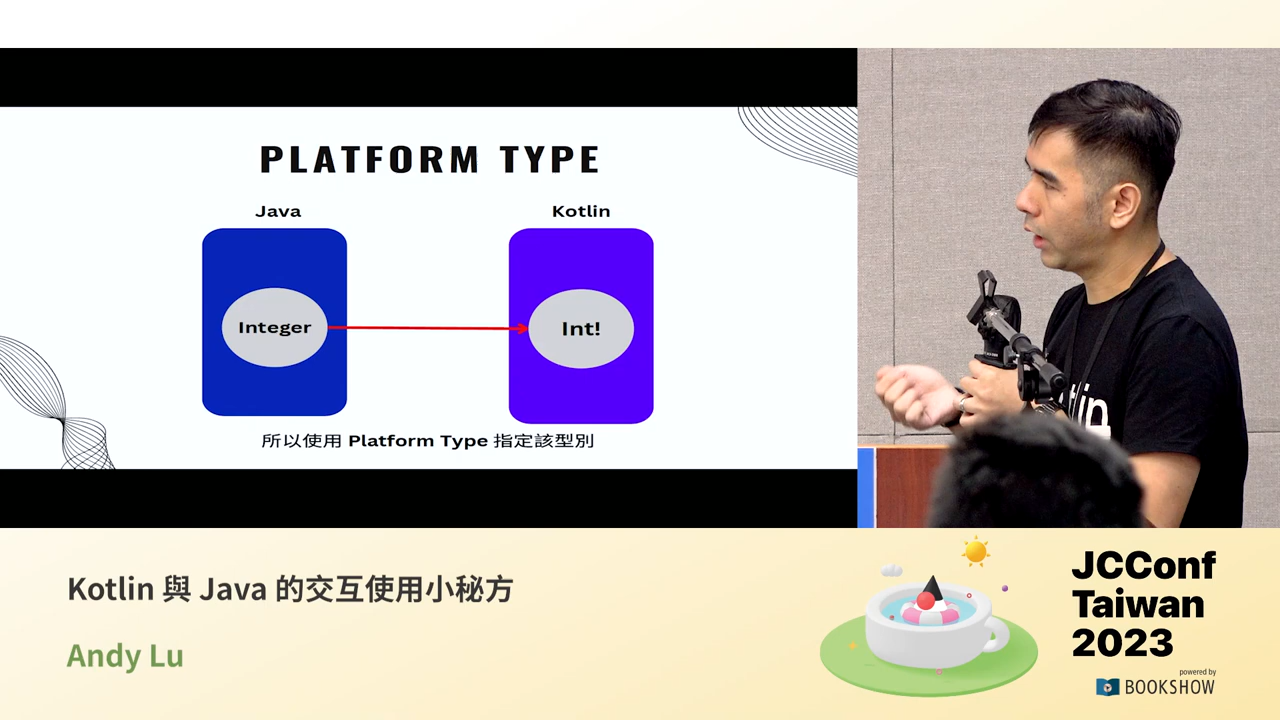 PLATFORM TYPE
Java
Kotlin
Integer
Int!
所以使用 Platform Type 指定該型別
Kotlin 與 Java 的交互使用小秘方
Andy Lu
JCConf
Taiwan
2023
powered by
BOOKSHOW